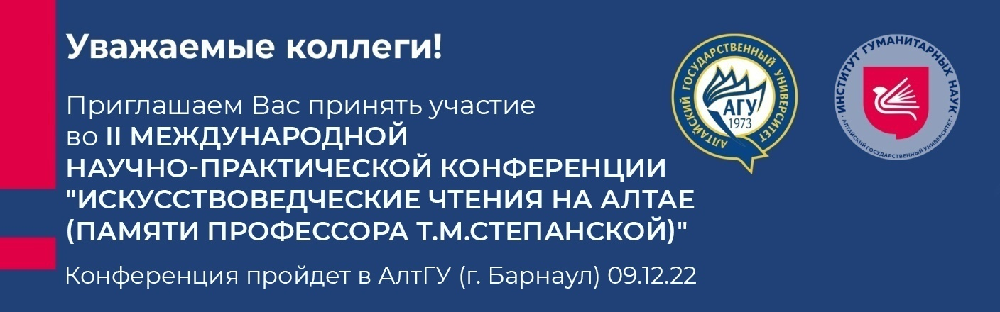 Уважаемые коллеги!
Приглашаем Вас принять участие
во II МЕЖДУНАРОДНОЙ
НАУЧНО-ПРАКТИЧЕСКОЙ КОНФЕРЕНЦИИ
"ИСКУССТВОВЕДЧЕСКИЕ ЧТЕНИЯ НА АЛТАЕ
(ПАМЯТИ ПРОФЕССОРА Т.М.СТЕПАНСКОЙ)"
Конференция пройдет в АлтГУ (г. Барнаул) 09.12.22
АЛТАЙСКИЙ ГОСУДАРСТВЕННЫЙ УНИВЕРСИТЕТ
АГУ
1973
ИНСТИТУТ ГУМАНИТАРНЫХ НАУК
· АЛТАЙСКИЙ ГОСУДАРСТВЕННЫЙ УНИВЕРСИТЕТ ·